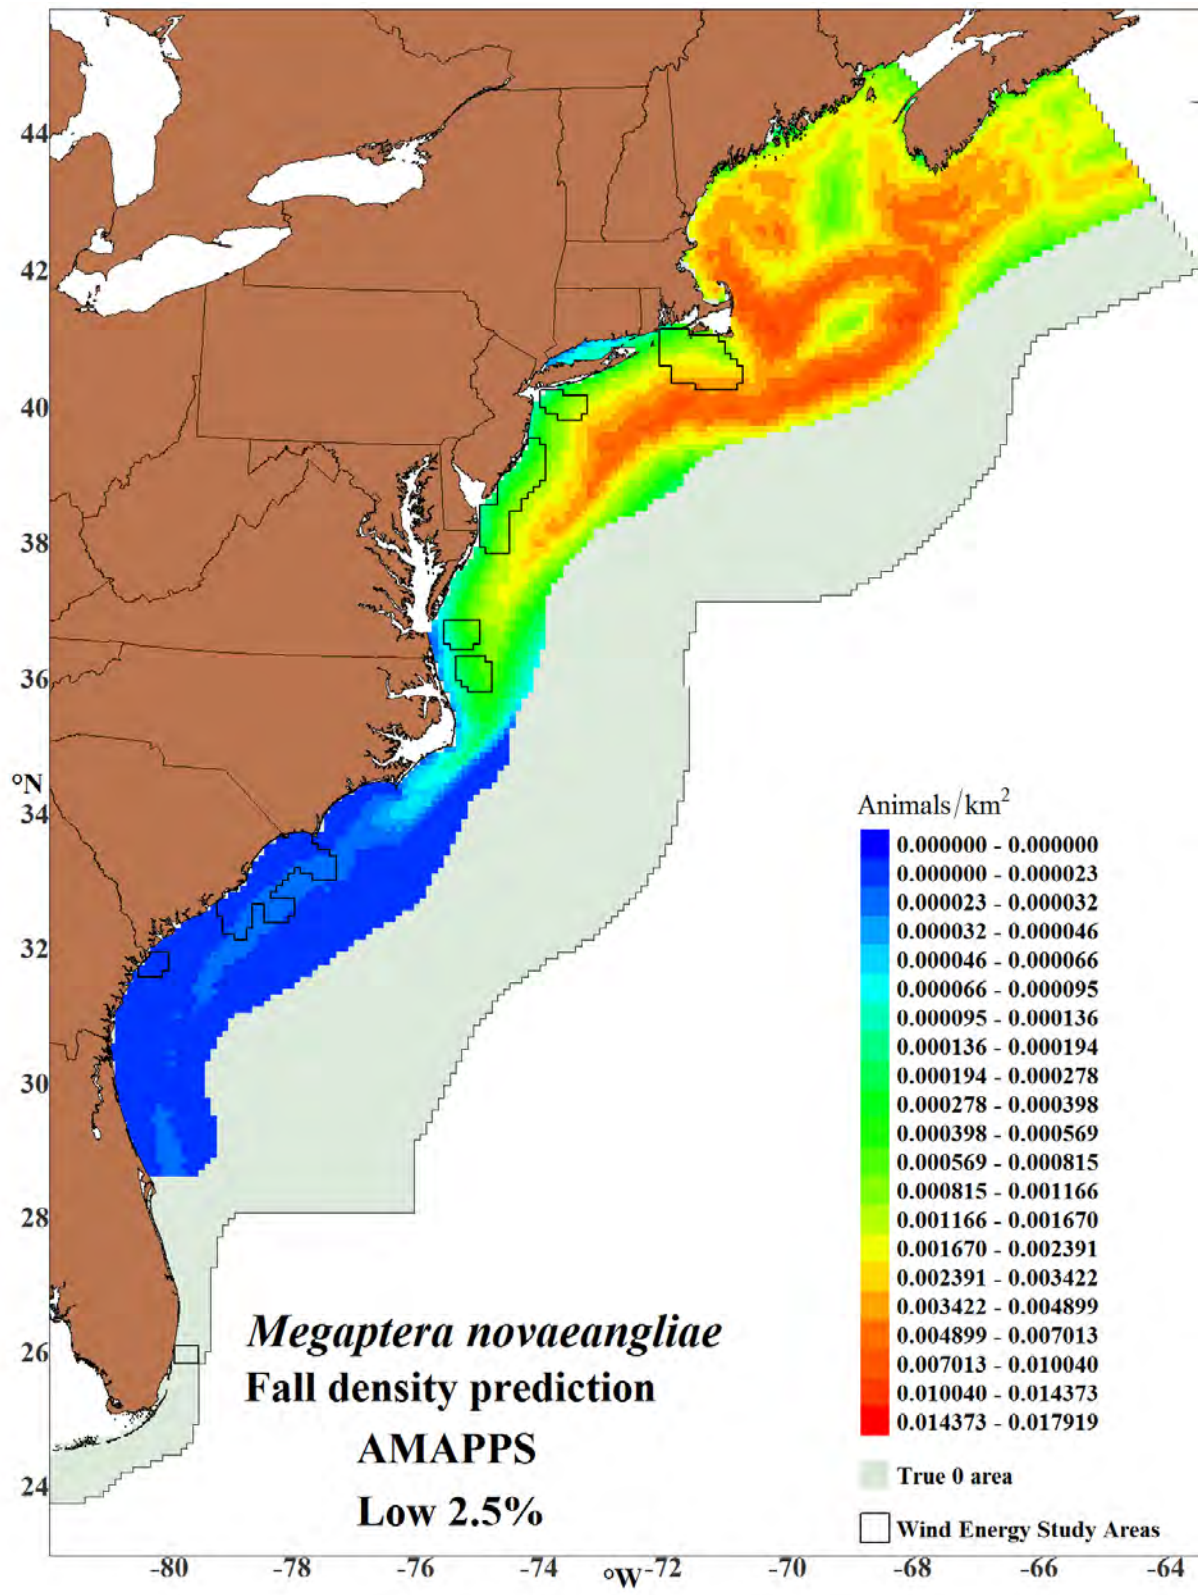 44
42
40
38
36
°N
34
32
30
28
26
24
Animals/km²
0.000000 - 0.000000
0.000000 - 0.000023
0.000023 - 0.000032
0.000032 - 0.000046
0.000046 - 0.000066
0.000066 - 0.000095
0.000095 - 0.000136
0.000136 - 0.000194
0.000194 - 0.000278
0.000278 - 0.000398
0.000398 - 0.000569
0.000569 - 0.000815
0.000815 - 0.001166
0.001166 - 0.001670
0.001670 - 0.002391
0.002391 - 0.003422
0.003422 - 0.004899
0.004899 - 0.007013
0.007013 - 0.010040
0.010040 - 0.014373
0.014373 - 0.017919
True 0 area
Wind Energy Study Areas
Megaptera novaeangliae
Fall density prediction
AMAPPS
Low 2.5%
-80 -78 -76 -74 °W -72 -70 -68 -66 -64